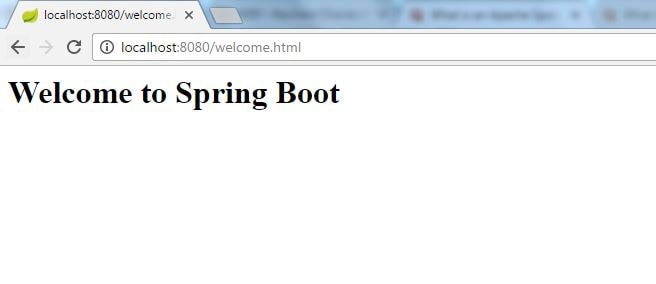 localhost:8080/welcome.
localhost:8080/welcome.html
Welcome to Spring Boot